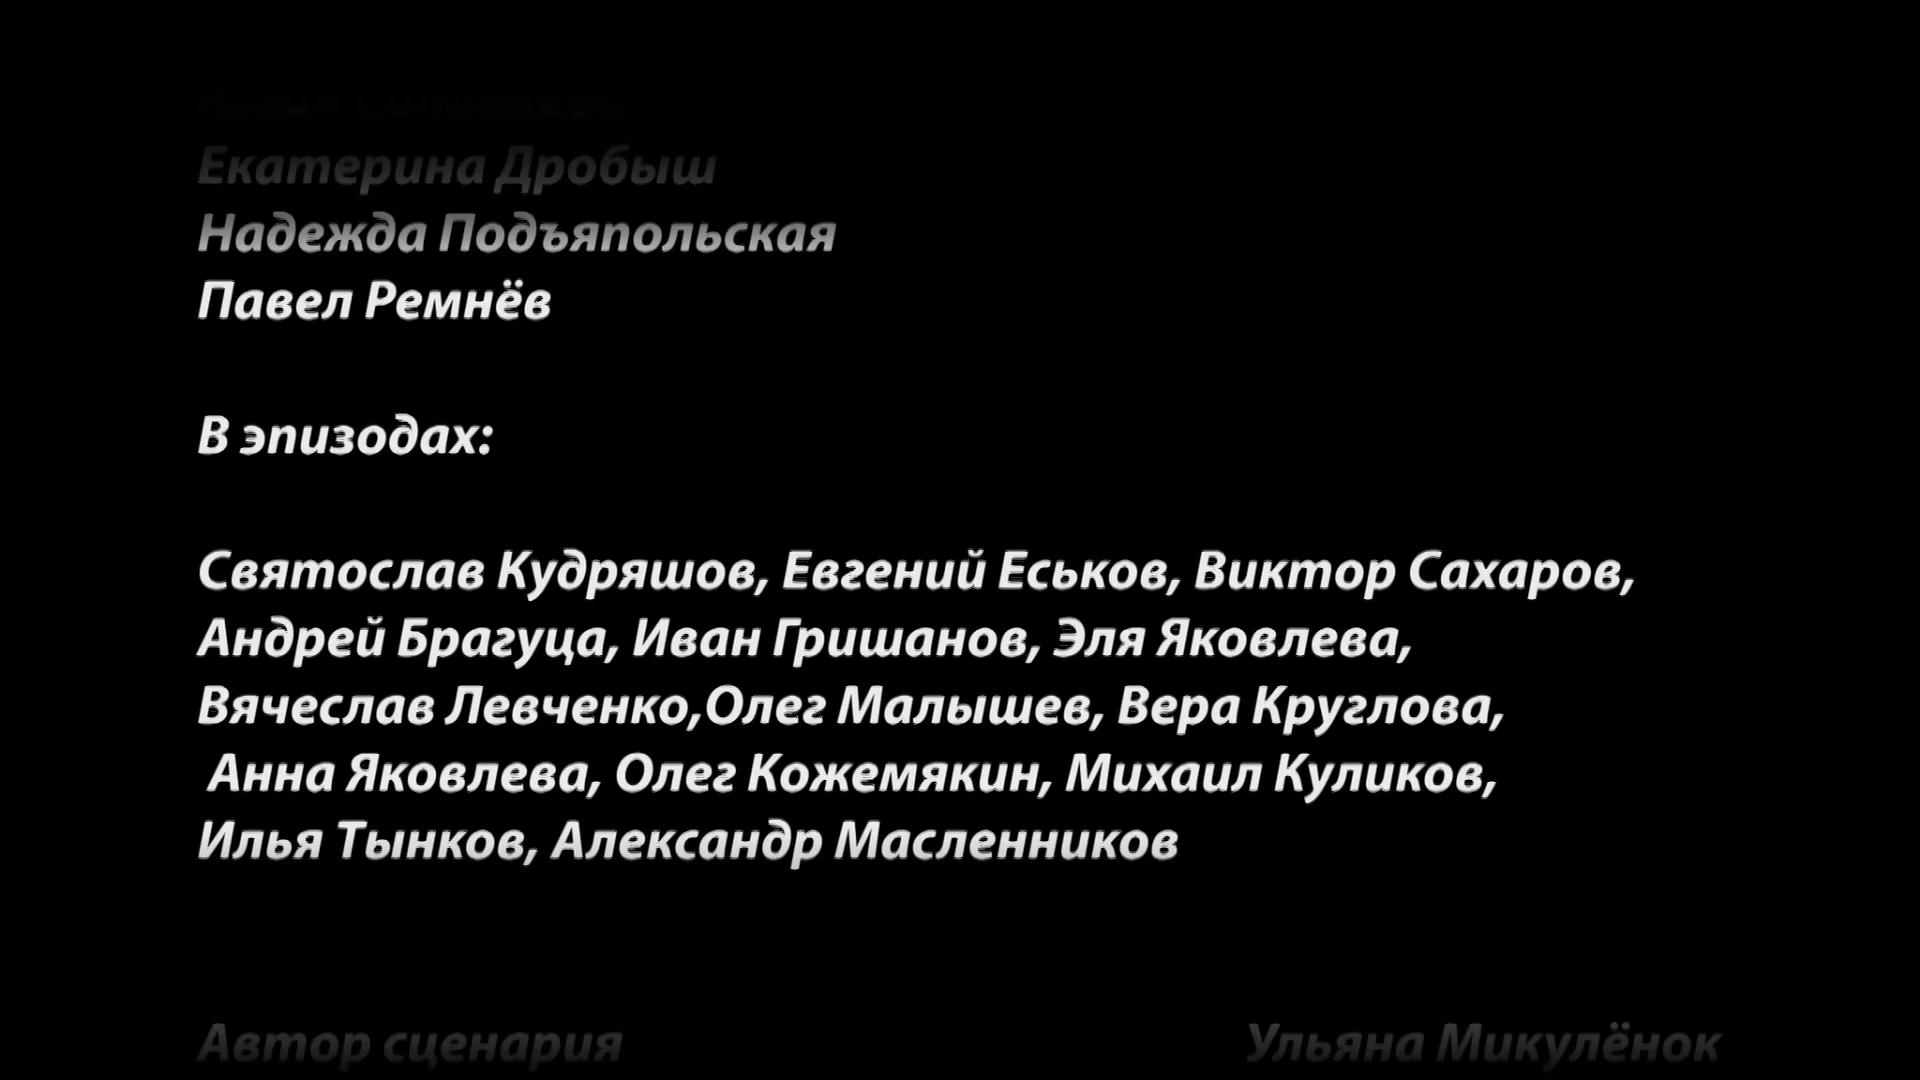 Екатерина Дробыш
Надежда Подъяпольская
Павел Ремнёв
В эпизодах:
Святослав Кудряшов, Евгений Еськов, Виктор Сахаров,
Андрей Брагуца, Иван Гришанов, Эля Яковлева,
Вячеслав Левченко,Олег Малышев, Вера Круглова,
Анна Яковлева, Олег Кожемякин, Михаил Куликов,
Илья Тынков, Александр Масленников
Автор сценария Ульяна Микулёнок